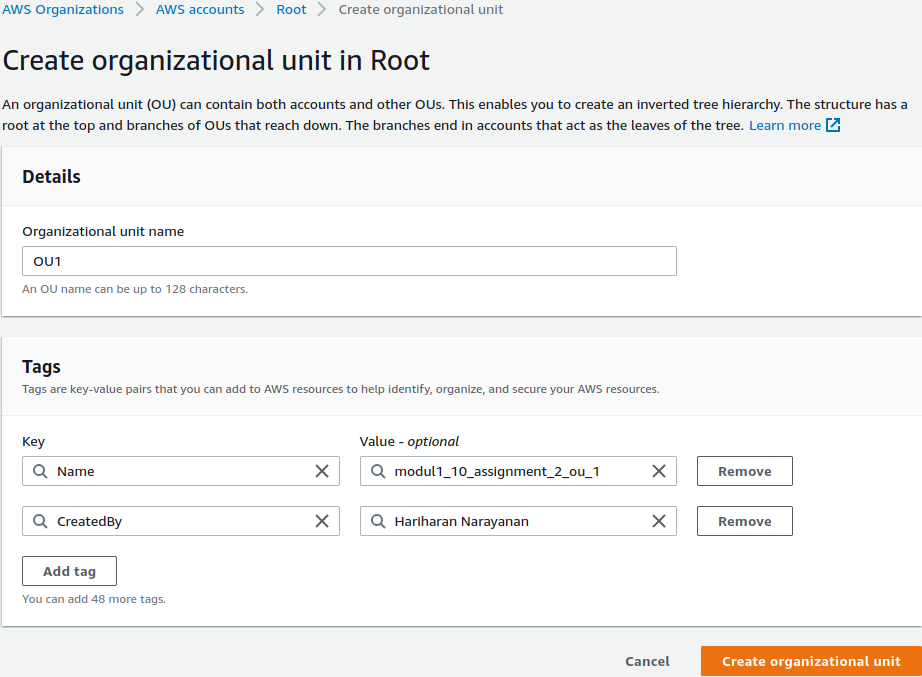 AWS Organizations > AWS accounts > Root > Create organizational unit
Create organizational unit in Root
An organizational unit (OU) can contain both accounts and other OUs. This enables you to create an inverted tree hierarchy. The structure has a
root at the top and branches of OUs that reach down. The branches end in accounts that act as the leaves of the tree. Learn more
Details
Organizational unit name
OU1
An OU name can be up to 128 characters.
Tags
Tags are key-value pairs that you can add to AWS resources to help identify, organize, and secure your AWS resources.
Key Value - optional
Name modul1_10_assignment_2_ou_1 Remove
CreatedBy Hariharan Narayanan Remove
Add tag
You can add 48 more tags.
Cancel Create organizational unit